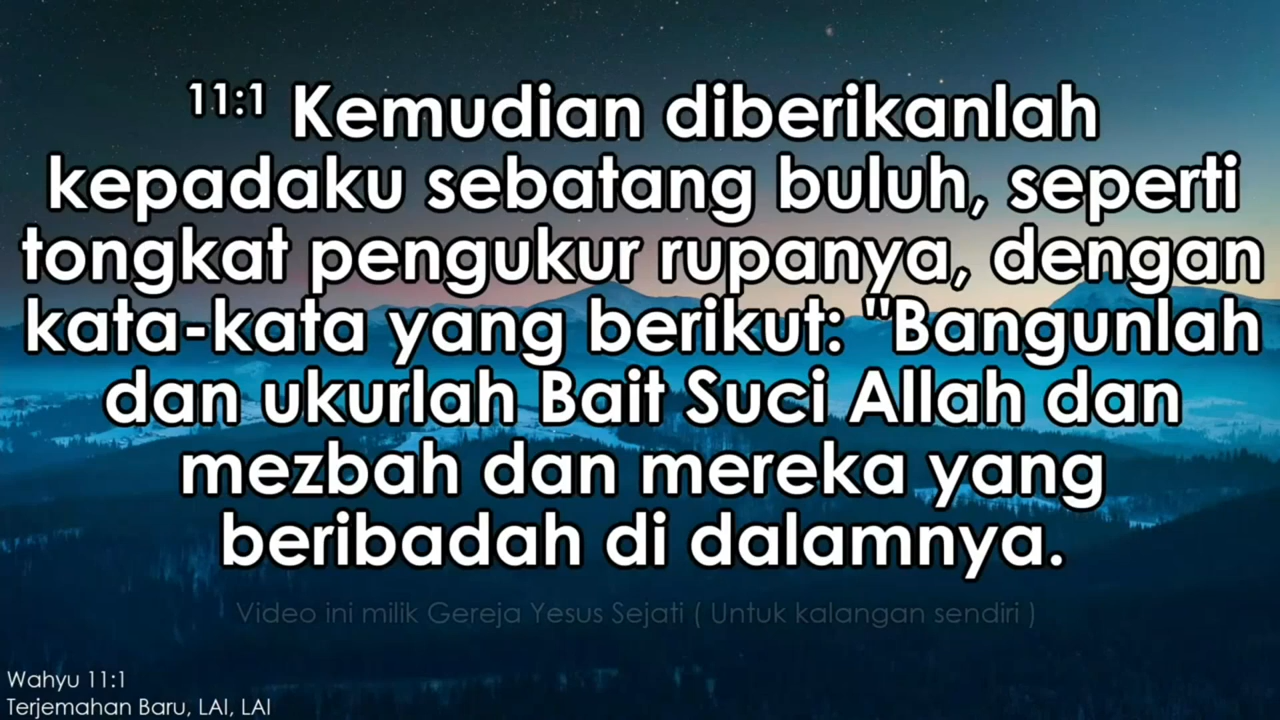 11:1 Kemudian diberikanlah
kepadaku sebatang buluh, seperti
tongkat pengukur rupanya, dengan
kata-kata yang berikut: "Bangunlah
dan ukurlah Bait Suci Allah dan
mezbah dan mereka yang
beribadah di dalamnya.
Video ini milik Gereja Yesus Sejati ( Untuk kalangan sendiri )
Wahyu 11:1
Terjemahan Baru, LAI, LAI